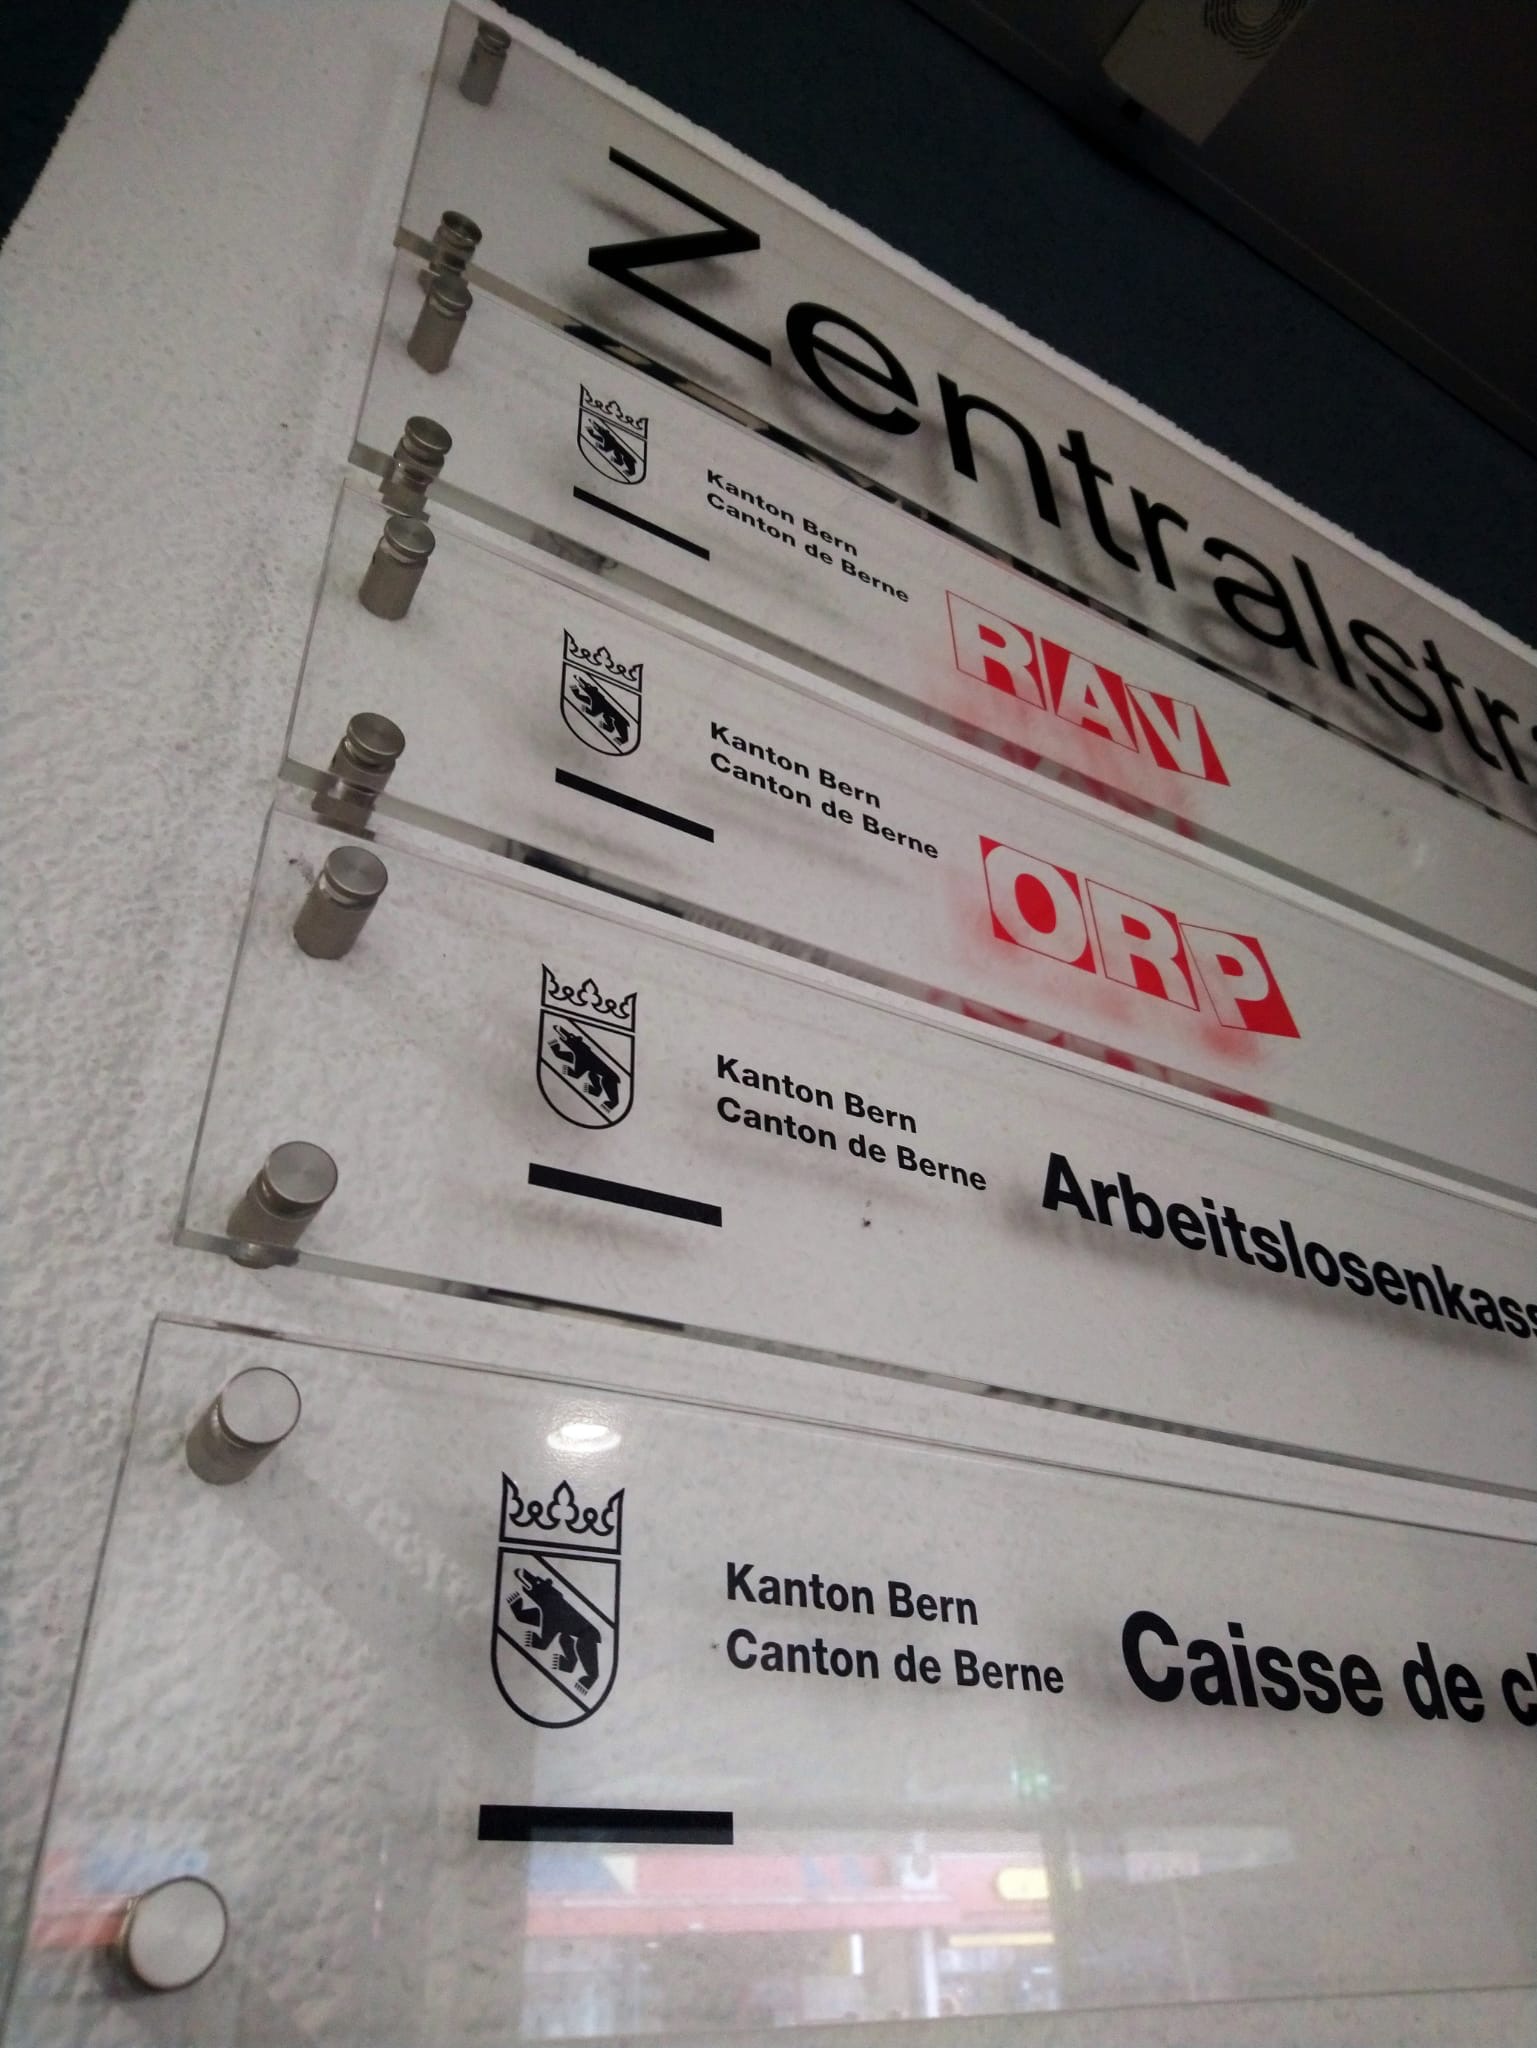 Zentralstra
Kanton Bern
Canton de Berne
RAV
Kanton Bern
Canton de Berne
ORP
Kanton Bern
Canton de Berne
Arbeitslosenkass
Kanton Bern
Canton de Berne
Caisse de c